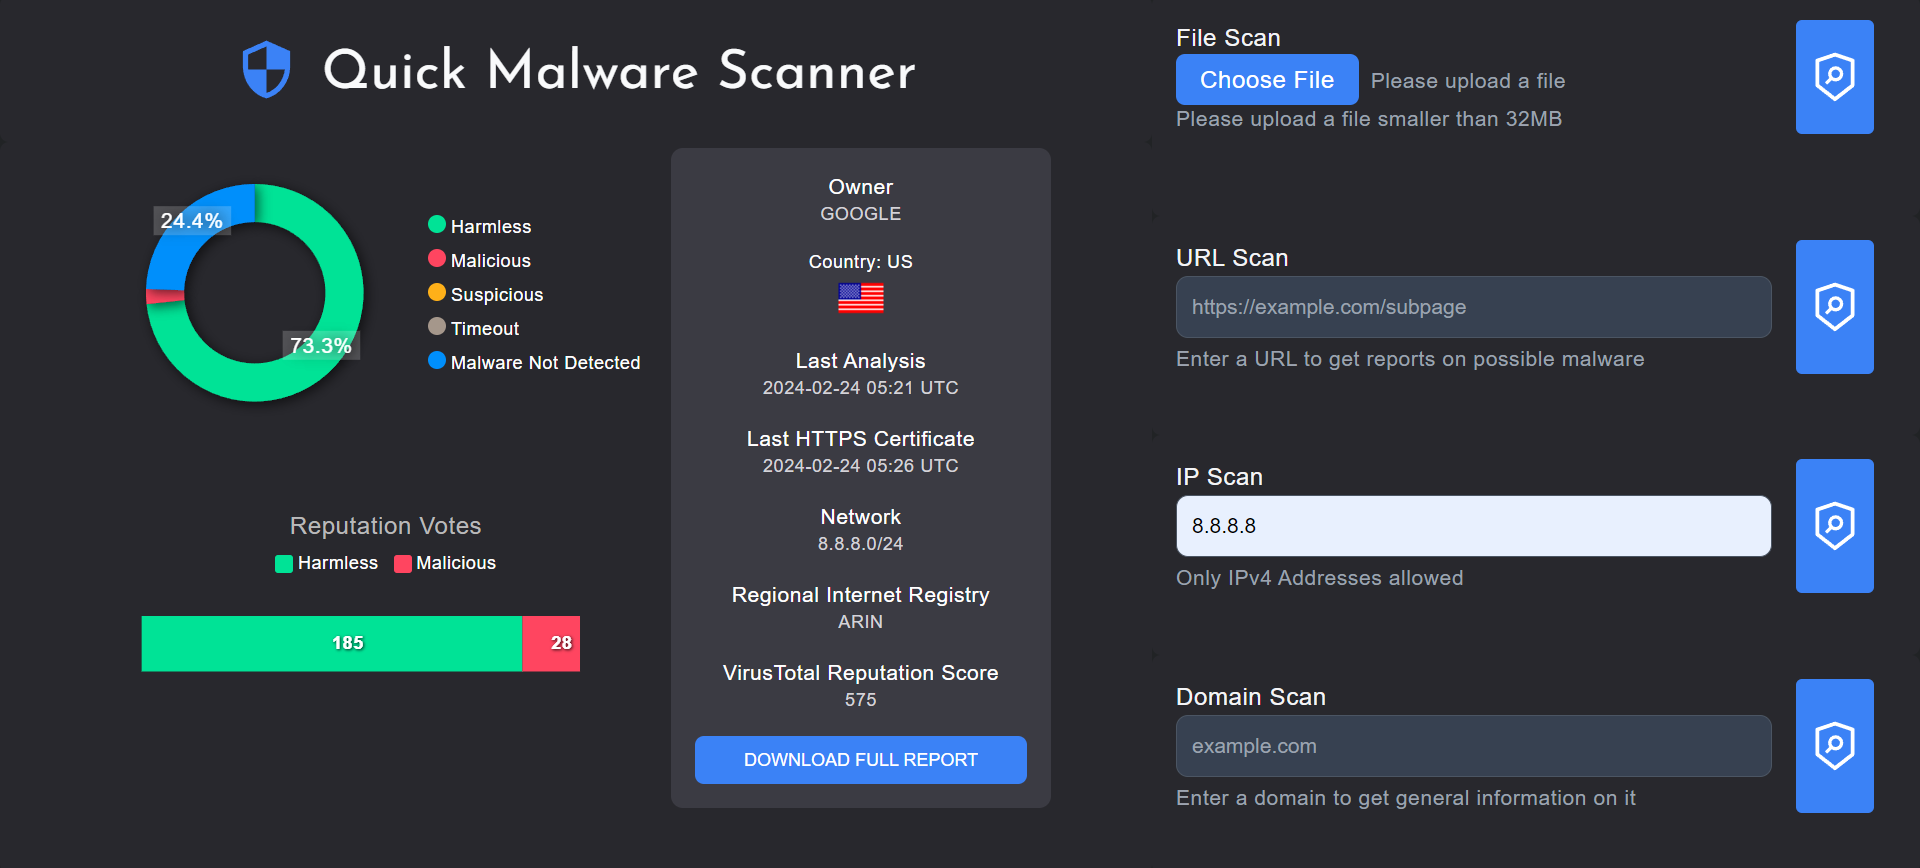 Quick Malware Scanner
24.4%
73.3%
Harmless
Malicious
Suspicious
Timeout
Malware Not Detected
Reputation Votes
Harmless Malicious
185 28
Owner
GOOGLE
Country: US
Last Analysis
2024-02-24 05:21 UTC
Last HTTPS Certificate
2024-02-24 05:26 UTC
Network
8.8.8.0/24
Regional Internet Registry
ARIN
VirusTotal Reputation Score
575
DOWNLOAD FULL REPORT
File Scan
Choose File Please upload a file
Please upload a file smaller than 32MB
URL Scan
https://example.com/subpage
Enter a URL to get reports on possible malware
IP Scan
8.8.8.8
Only IPv4 Addresses allowed
Domain Scan
example.com
Enter a domain to get general information on it